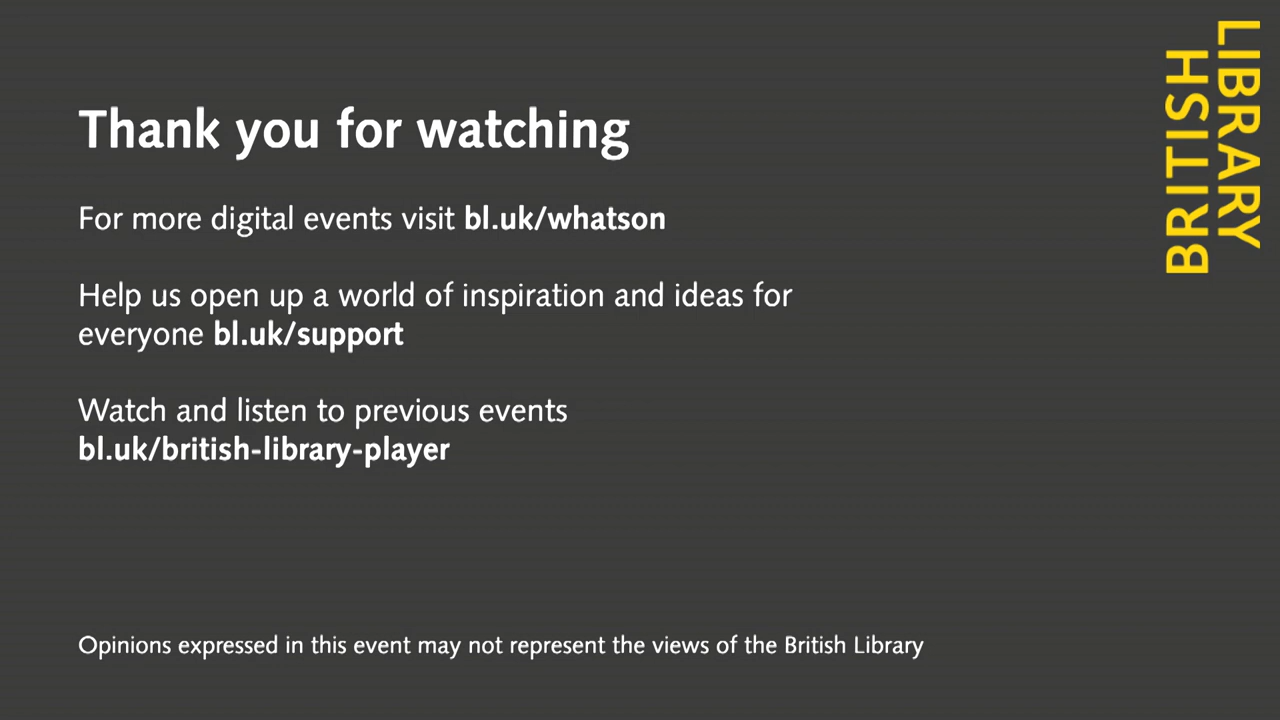 Thank you for watching
For more digital events visit bl.uk/whatson
Help us open up a world of inspiration and ideas for
everyone bl.uk/support
Watch and listen to previous events
bl.uk/british-library-player
Opinions expressed in this event may not represent the views of the British Library
BRITISH
LIBRARY